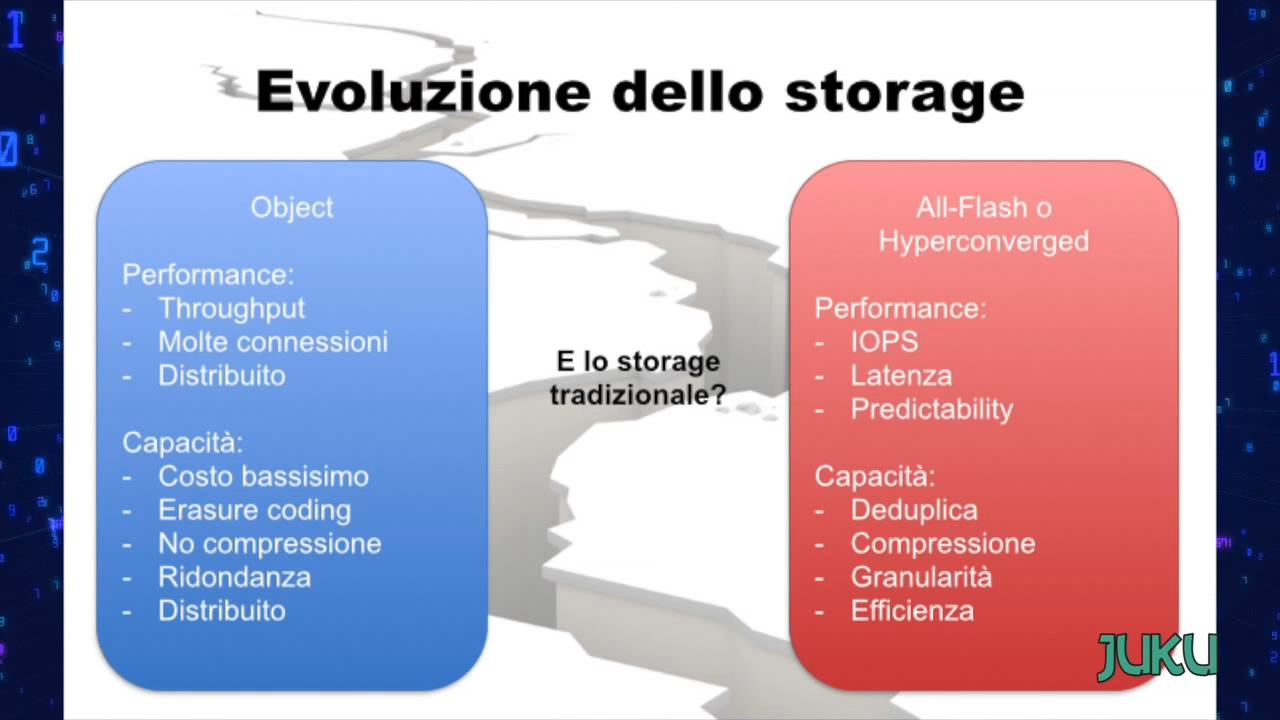 Evoluzione dello storage
Object
Performance:
- Throughput
- Molte connessioni
- Distribuito
Capacità:
- Costo bassisimo
- Erasure coding
- No compressione
- Ridondanza
- Distribuito
E lo storage
tradizionale?
All-Flash o
Hyperconverged
Performance:
- IOPS
- Latenza
- Predictability
Capacità:
- Deduplica
- Compressione
- Granularità
- Efficienza
JUKU